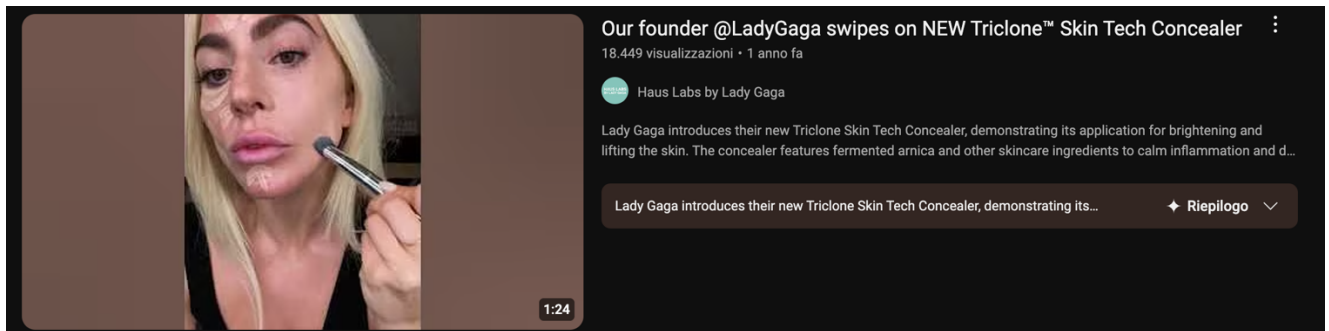 Our founder @LadyGaga swipes on NEW Triclone™ Skin Tech Concealer
18.449 visualizzazioni • 1 anno fa
Haus Labs by Lady Gaga
Lady Gaga introduces their new Triclone Skin Tech Concealer, demonstrating its application for brightening and
lifting the skin. The concealer features fermented arnica and other skincare ingredients to calm inflammation and d…
Lady Gaga introduces their new Triclone Skin Tech Concealer, demonstrating its…
Riepilogo
1:24